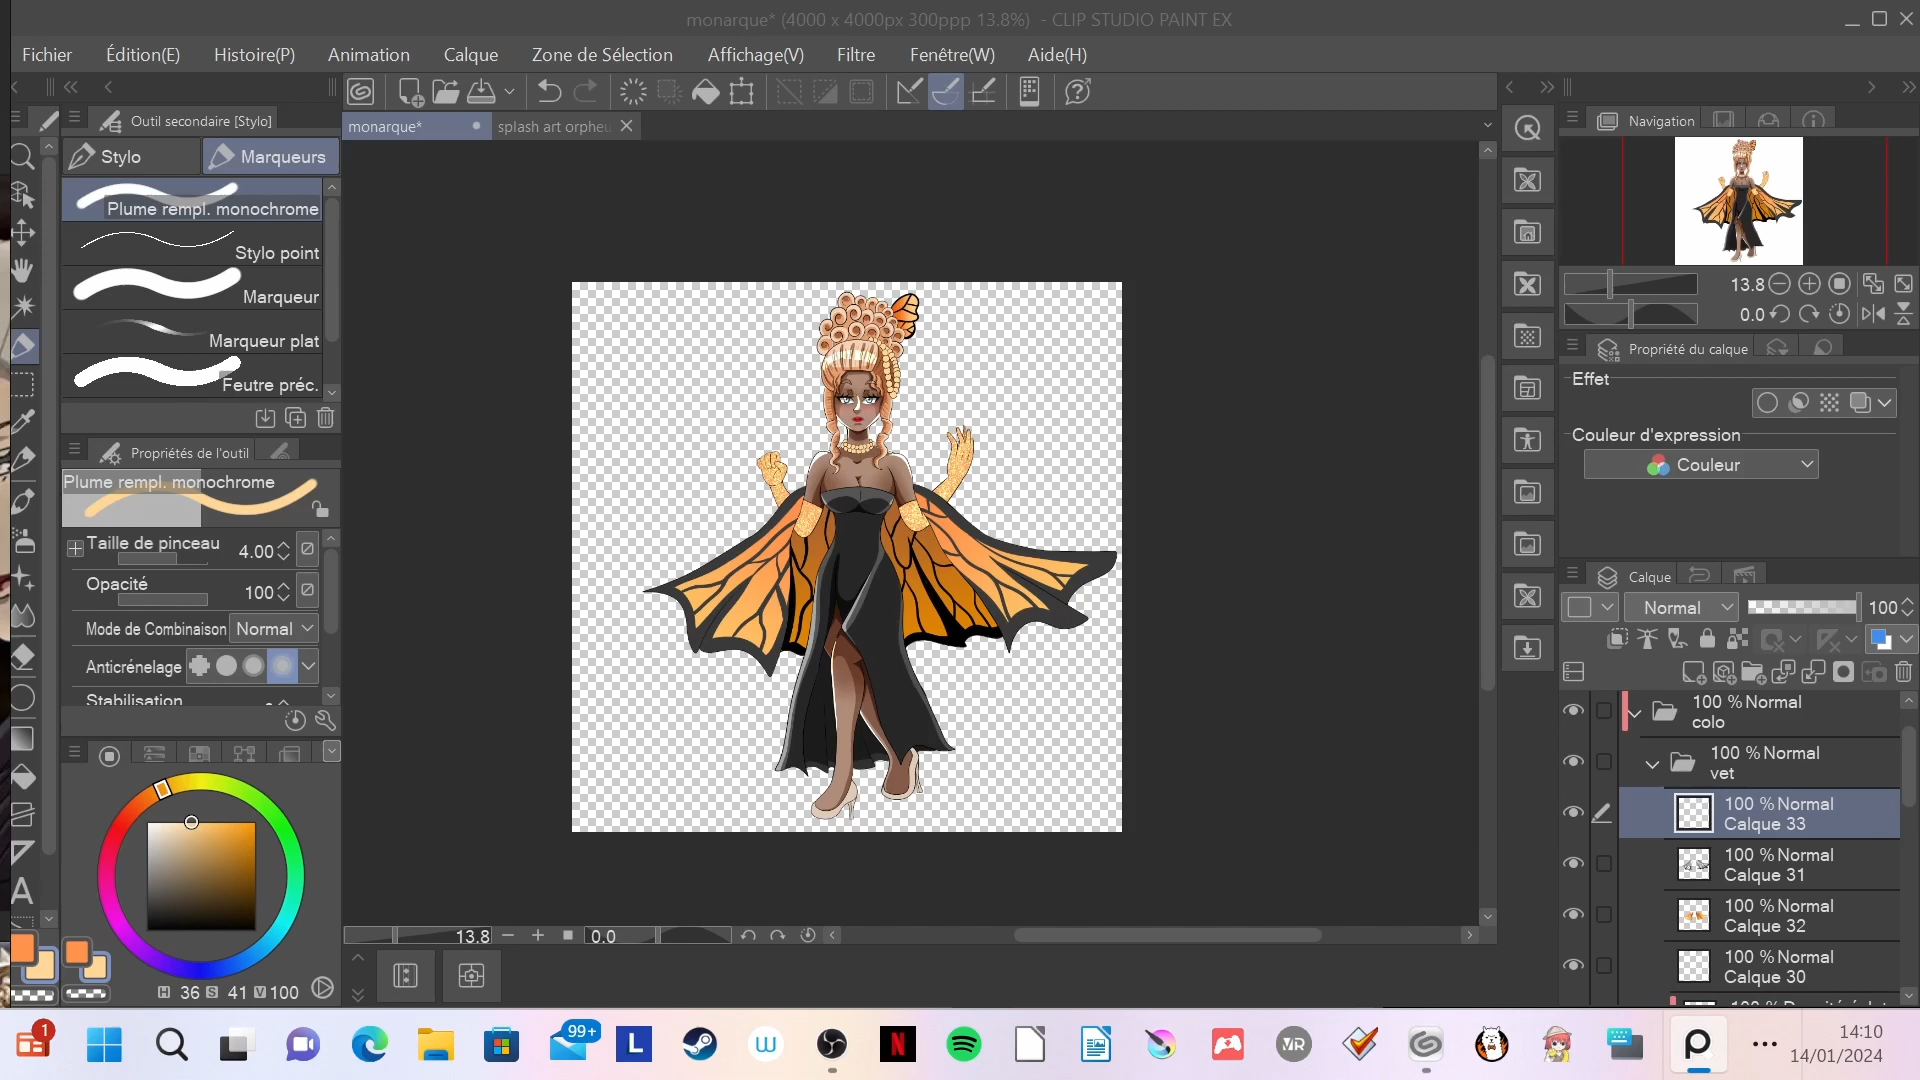 monarque* (4000 x 4000px 300ppp 13.8%)  - CLIP STUDIO PAINT EX
Fichier Édition(E) Histoire(P) Animation Calque Zone de Sélection Affichage(V) Filtre Fenêtre(W) Aide(H)
Outil secondaire [Stylo]
monarque*
splash art orpheu
Navigation
Stylo
Marqueurs
Plume rempl. monochrome
Stylo point
Marqueur
Marqueur plat
Feutre préc.
13.8
0.0
Propriété du calque
Effet
Couleur d'expression
Couleur
Propriétés de l'outil
Plume rempl. monochrome
Taille de pinceau 4.00
Opacité 100
Mode de Combinaison Normal
Anticrénelage
Stabilisation
Calque
Normal 100
100 % Normal
colo
100 % Normal
vet
100 % Normal
Calque 33
100 % Normal
Calque 31
100 % Normal
Calque 32
100 % Normal
Calque 30
13.8
0.0
A
H 36 S 41 V 100
1
99+
L
W
N
VR
14:10
14/01/2024